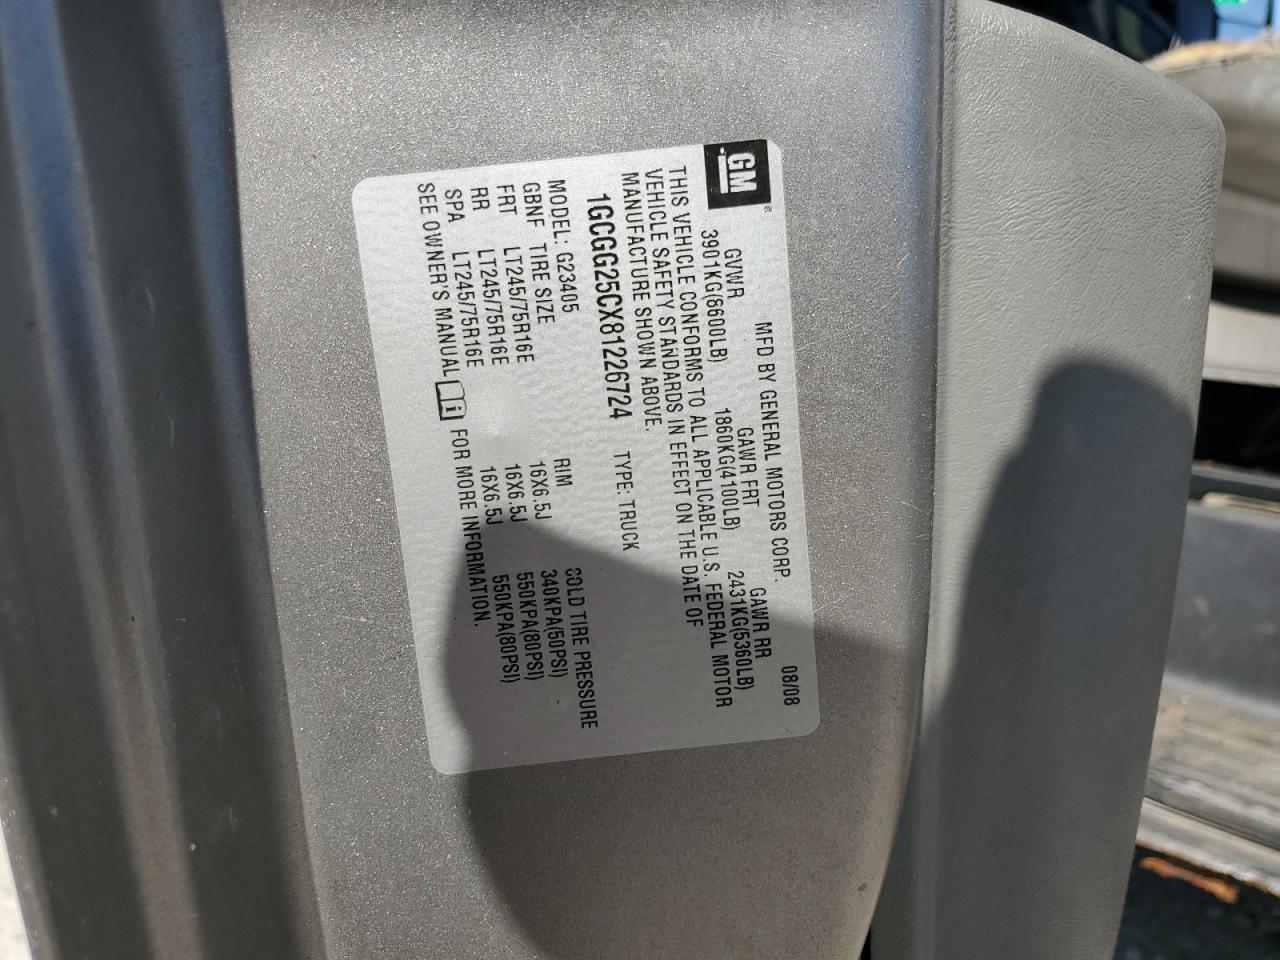 GM
MFD BY GENERAL MOTORS CORP. 08/08
GVWR GAWR FRT GAWR RR
3901KG(8600LB) 1860KG(4100LB) 2431KG(5360LB)
THIS VEHICLE CONFORMS TO ALL APPLICABLE U.S. FEDERAL MOTOR
VEHICLE SAFETY STANDARDS IN EFFECT ON THE DATE OF
MANUFACTURE SHOWN ABOVE.
1GCGG25CX81226724 TYPE: TRUCK
MODEL: G23405
GBNF TIRE SIZE RIM COLD TIRE PRESSURE
FRT LT245/75R16E 16X6.5J 340KPA(50PSI)
RR LT245/75R16E 16X6.5J 550KPA(80PSI)
SPA LT245/75R16E 16X6.5J 550KPA(80PSI)
SEE OWNER'S MANUAL i FOR MORE INFORMATION.